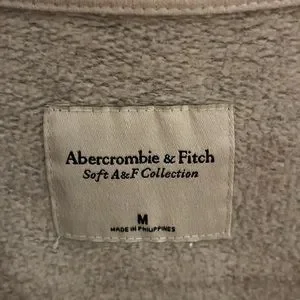 Abercrombie & Fitch
Soft A&F Collection
M
MADE IN PHILIPPINES